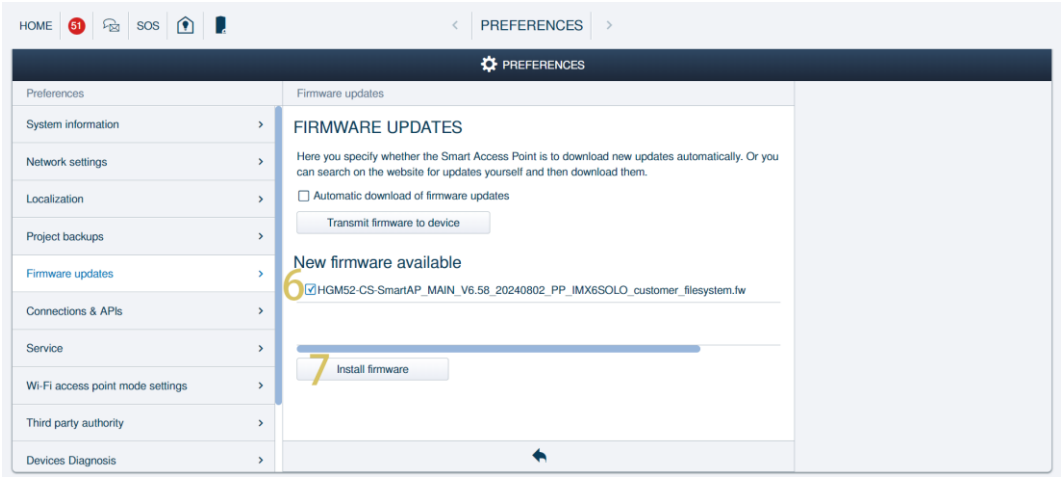 HOME 51 SOS < PREFERENCES >
PREFERENCES
Preferences
System information
Network settings
Localization
Project backups
Firmware updates
Connections & APIs
Service
Wi-Fi access point mode settings
Third party authority
Devices Diagnosis
Firmware updates
FIRMWARE UPDATES
Here you specify whether the Smart Access Point is to download new updates automatically. Or you
can search on the website for updates yourself and then download them.
Automatic download of firmware updates
Transmit firmware to device
New firmware available
6 HGM52-CS-SmartAP_MAIN_V6.58_20240802_PP_IMX6SOLO_customer_filesystem.fw
7 Install firmware